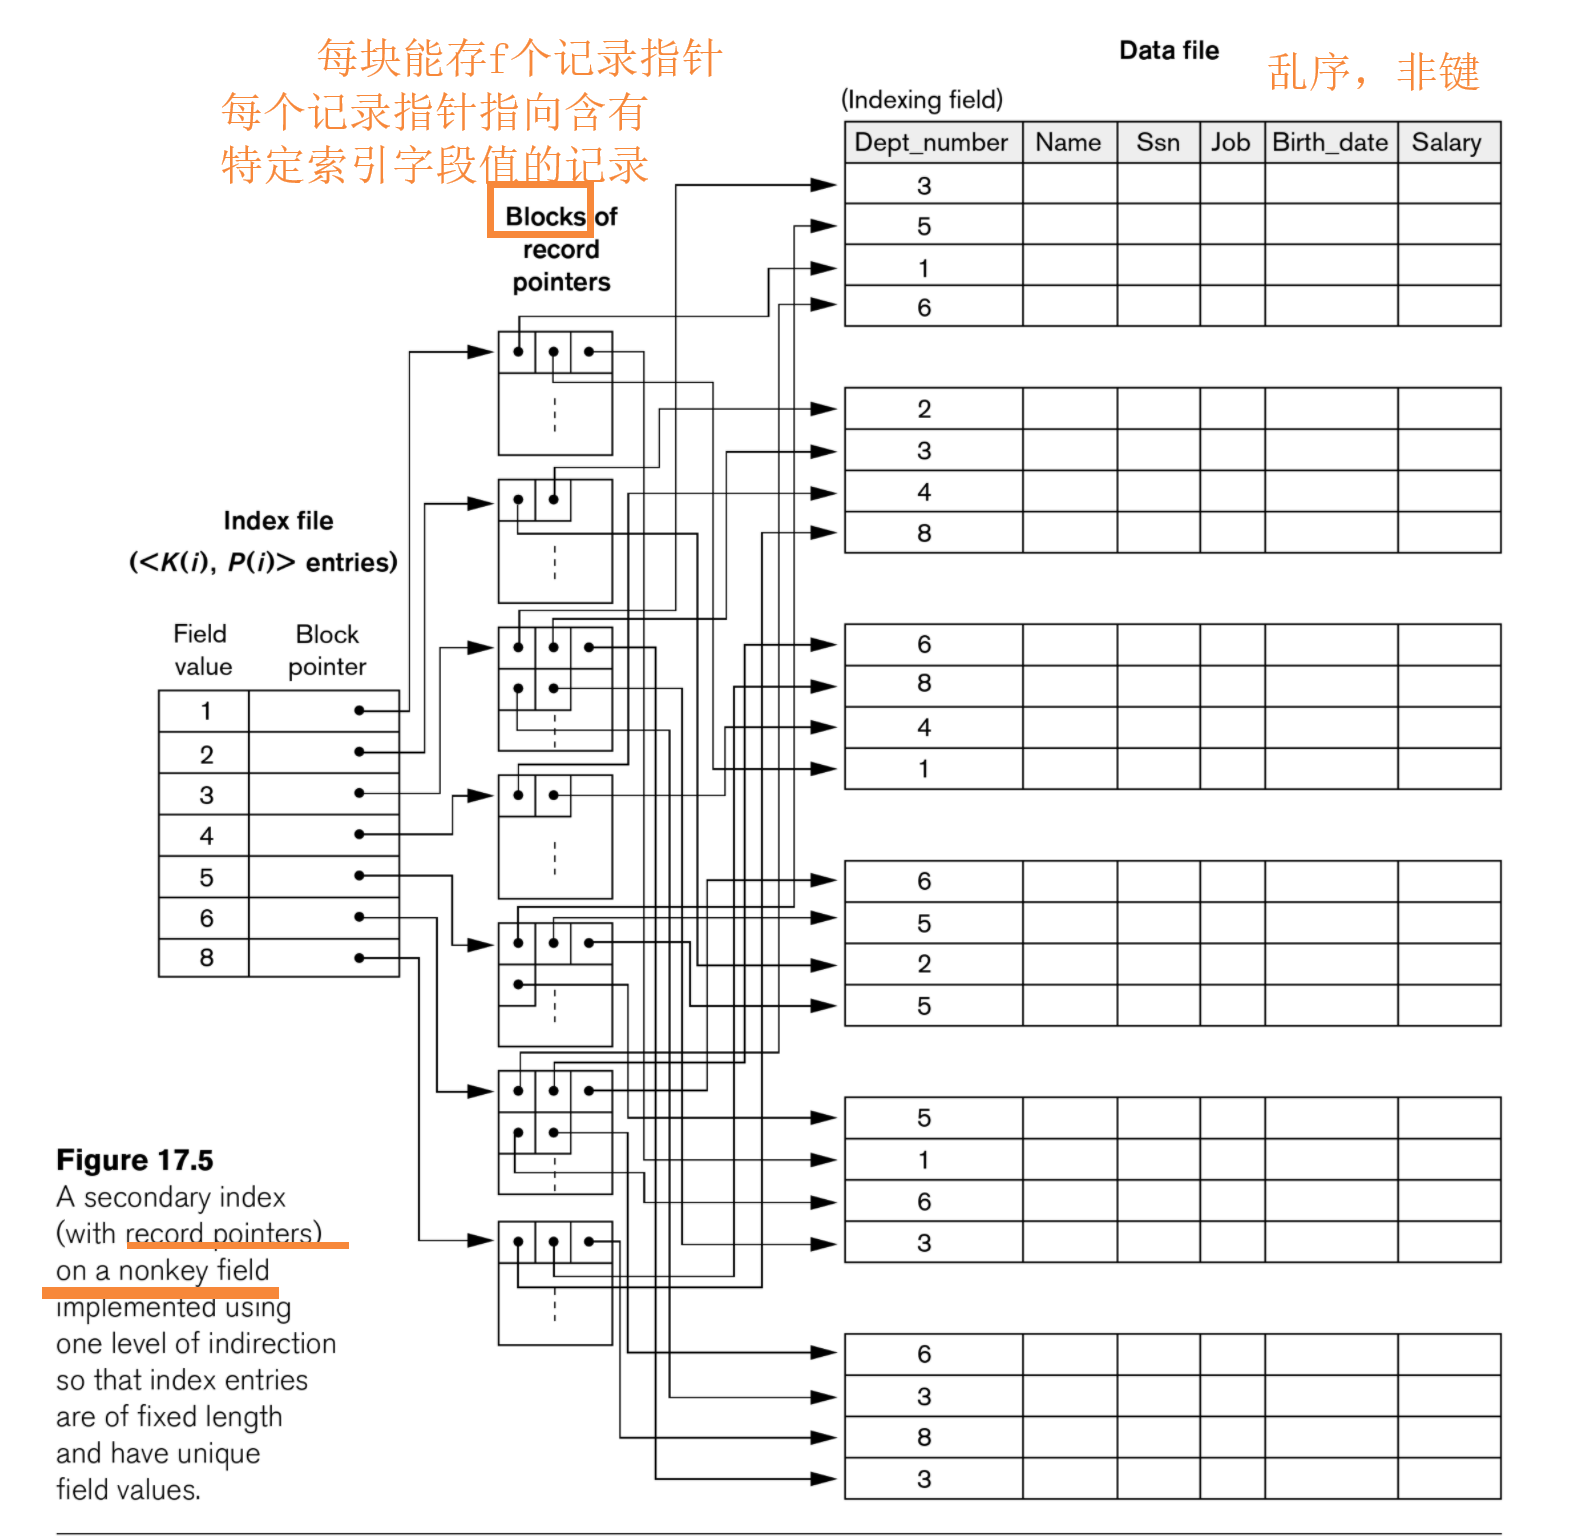 每块能存f个记录指针
每个记录指针指向含有
特定索引字段值的记录
Blocks of
record
pointers
Data file
乱序，非键
(Indexing field)
Dept_number Name Ssn Job Birth_date Salary
3
5
1
6
2
3
4
8
6
8
4
1
6
5
2
5
5
1
6
3
6
3
8
3
Index file
(<K(i), P(i)> entries)
Field Block
value pointer
1
2
3
4
5
6
8
Figure 17.5
A secondary index
(with record pointers)
on a nonkey field
implemented using
one level of indirection
so that index entries
are of fixed length
and have unique
field values.